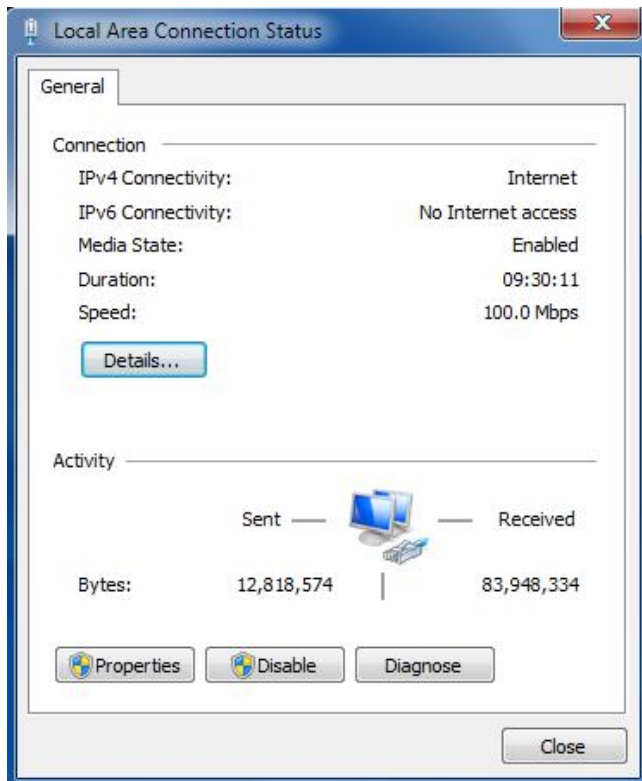 Local Area Connection Status
General
Connection
IPv4 Connectivity: Internet
IPv6 Connectivity: No Internet access
Media State: Enabled
Duration: 09:30:11
Speed: 100.0 Mbps
Details...
Activity
Sent Received
Bytes: 12,818,574 83,948,334
Properties Disable Diagnose
Close